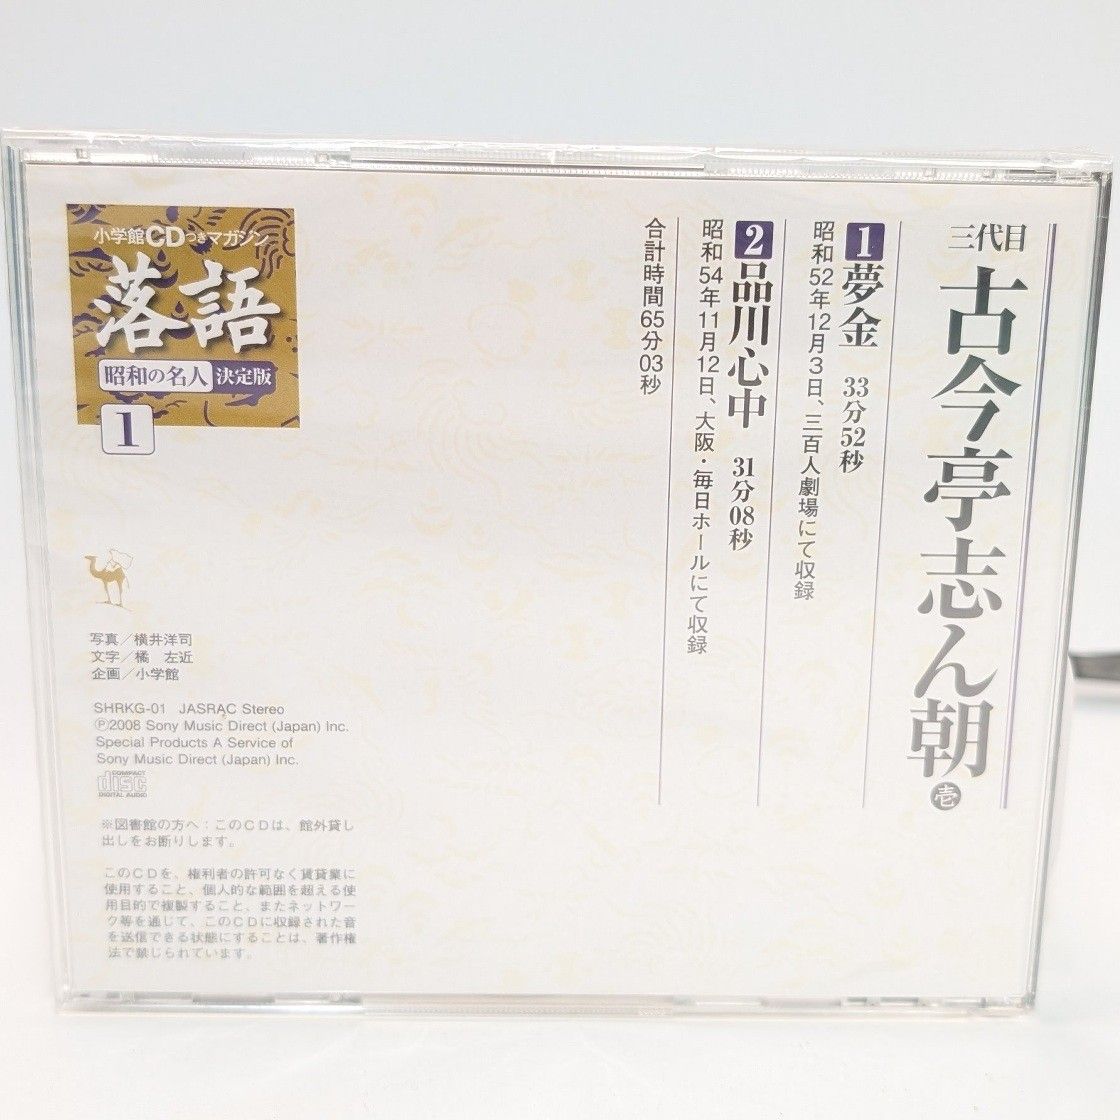 三代目
古今亭志ん朝
壱
1 夢金 33分52秒
昭和52年12月3日、三百人劇場にて収録
2 品川心中 31分08秒
昭和54年11月12日、大阪・毎日ホールにて収録
合計時間65分03秒
小学館CDつきマガジン
落語
昭和の名人 決定版
1
写真／横井洋司
文字／橘 左近
企画／小学館
SHRKG-01 JASRAC Stereo
Ⓟ2008 Sony Music Direct (Japan) Inc.
Special Products A Service of
Sony Music Direct (Japan) Inc.
COMPACT
disc
DIGITAL AUDIO
※図書館の方へ：このCDは、館外貸し
出しをお断りします。
このCDを、権利者の許可なく賃貸業に
使用すること、個人的な範囲を超える使
用目的で複製すること、またネットワー
ク等を通じて、このCDに収録された音
を送信できる状態にすることは、著作権
法で禁じられています。